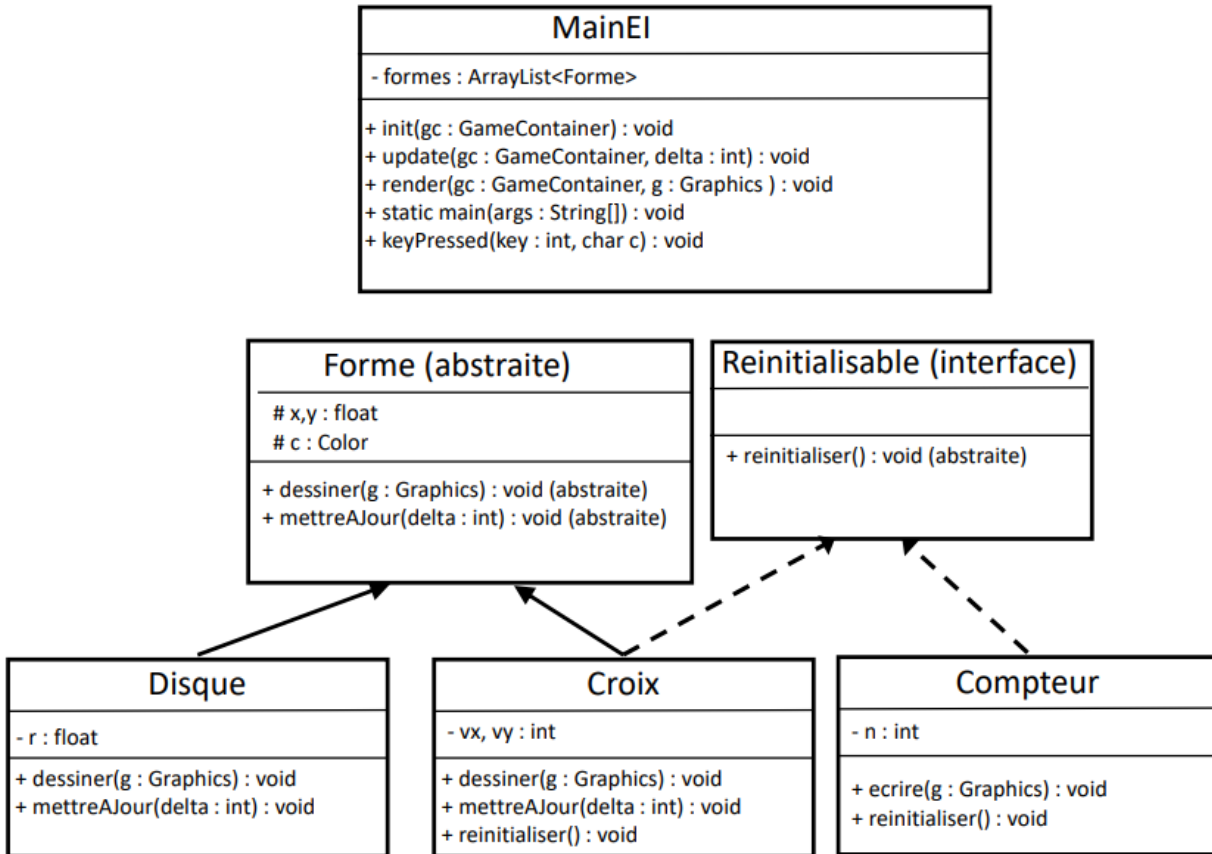 MainEI
- formes : ArrayList<Forme>
+ init(gc : GameContainer) : void
+ update(gc : GameContainer, delta : int) : void
+ render(gc : GameContainer, g : Graphics ) : void
+ static main(args : String[]) : void
+ keyPressed(key : int, char c) : void
Forme (abstraite)
# x,y : float
# c : Color
+ dessiner(g : Graphics) : void (abstraite)
+ mettreAJour(delta : int) : void (abstraite)
Reinitialisable (interface)
+ reinitialiser() : void (abstraite)
Disque
- r : float
+ dessiner(g : Graphics) : void
+ mettreAJour(delta : int) : void
Croix
- vx, vy : int
+ dessiner(g : Graphics) : void
+ mettreAJour(delta : int) : void
+ reinitialiser() : void
Compteur
- n : int
+ ecrire(g : Graphics) : void
+ reinitialiser() : void